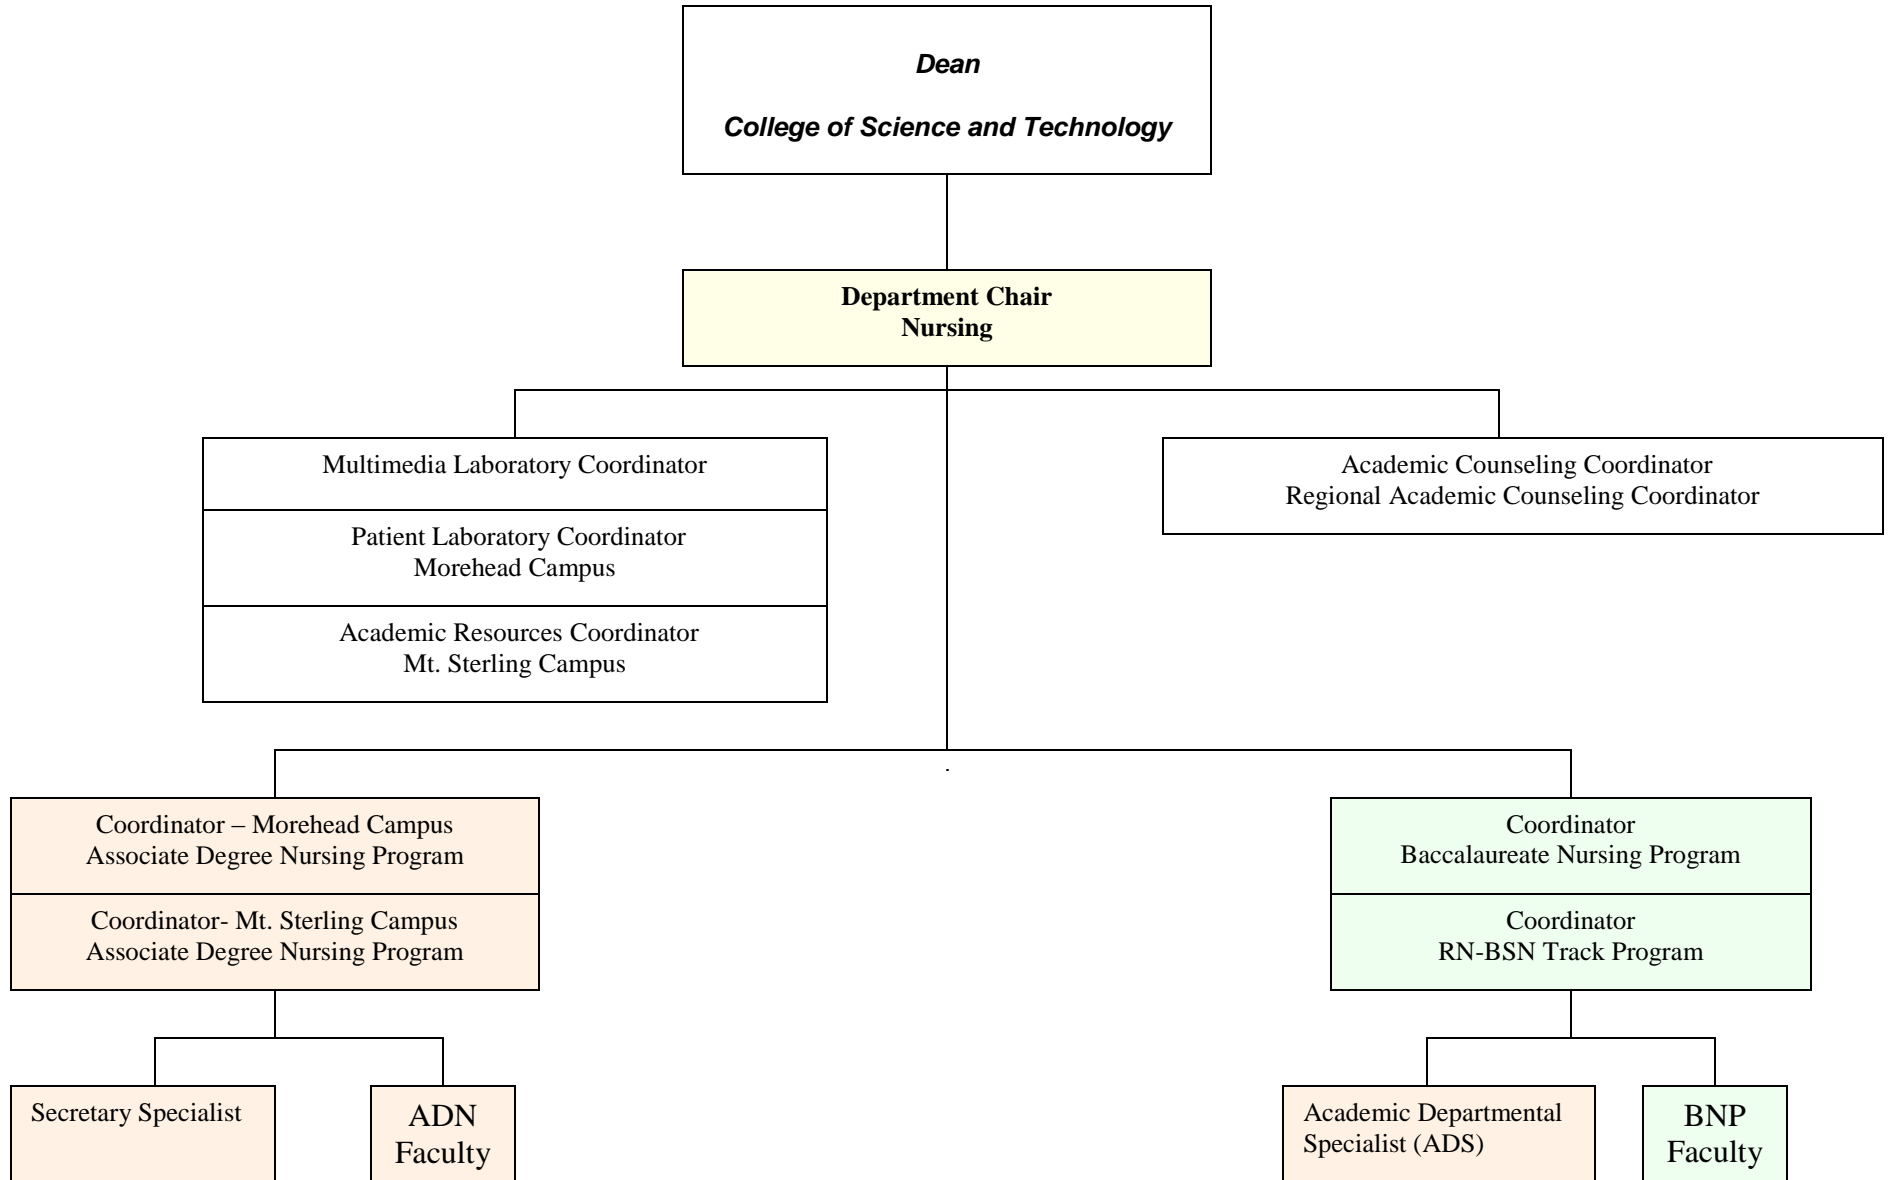 Dean
College of Science and Technology
Department Chair
Nursing
Multimedia Laboratory Coordinator
Patient Laboratory Coordinator
Morehead Campus
Academic Resources Coordinator
Mt. Sterling Campus
Academic Counseling Coordinator
Regional Academic Counseling Coordinator
.
Coordinator – Morehead Campus
Associate Degree Nursing Program
Coordinator- Mt. Sterling Campus
Associate Degree Nursing Program
Coordinator
Baccalaureate Nursing Program
Coordinator
RN-BSN Track Program
Secretary Specialist
ADN
Faculty
Academic Departmental
Specialist (ADS)
BNP
Faculty